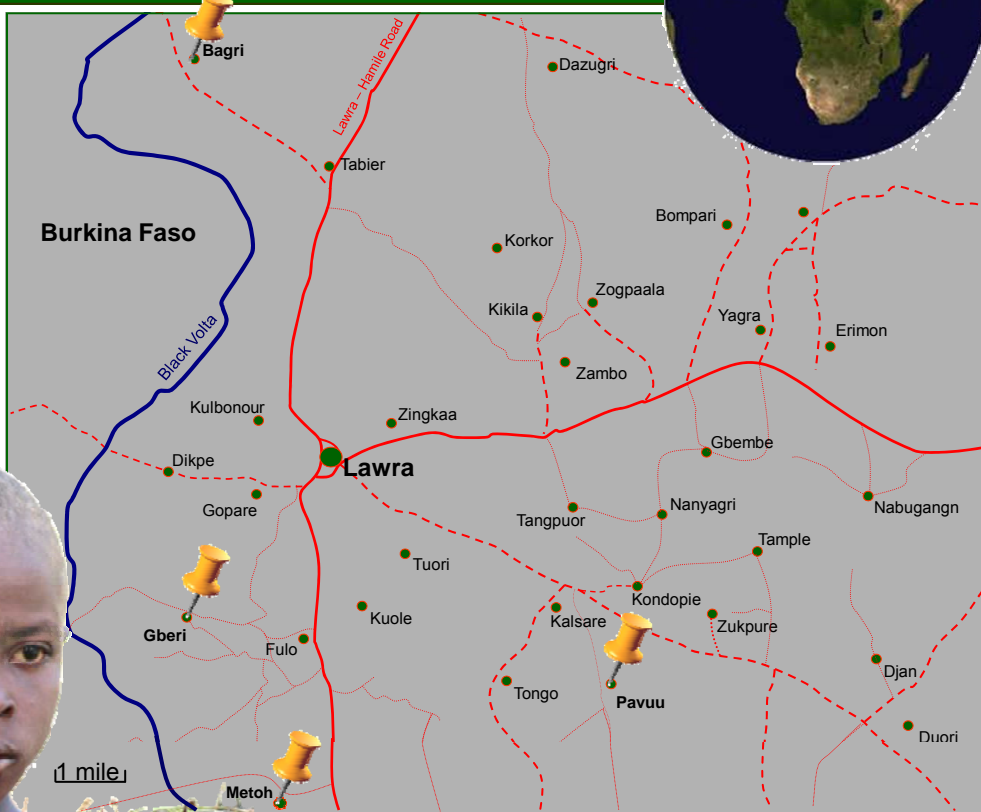 Bagri
Lawra – Hamile Road
Dazugri
Tabier
Bompari
Burkina Faso
Korkor
Zogpaala
Kikila
Yagra
Erimon
Black Volta
Zambo
Kulbonour
Zingkaa
Gbembe
Dikpe
Lawra
Gopare
Tangpuor
Nanyagri
Nabugangn
Tample
Tuori
Kondopie
Kuole
Kalsare
Zukpure
Gberi
Fulo
Djan
Tongo
Pavuu
Duori
1 mile
Metoh